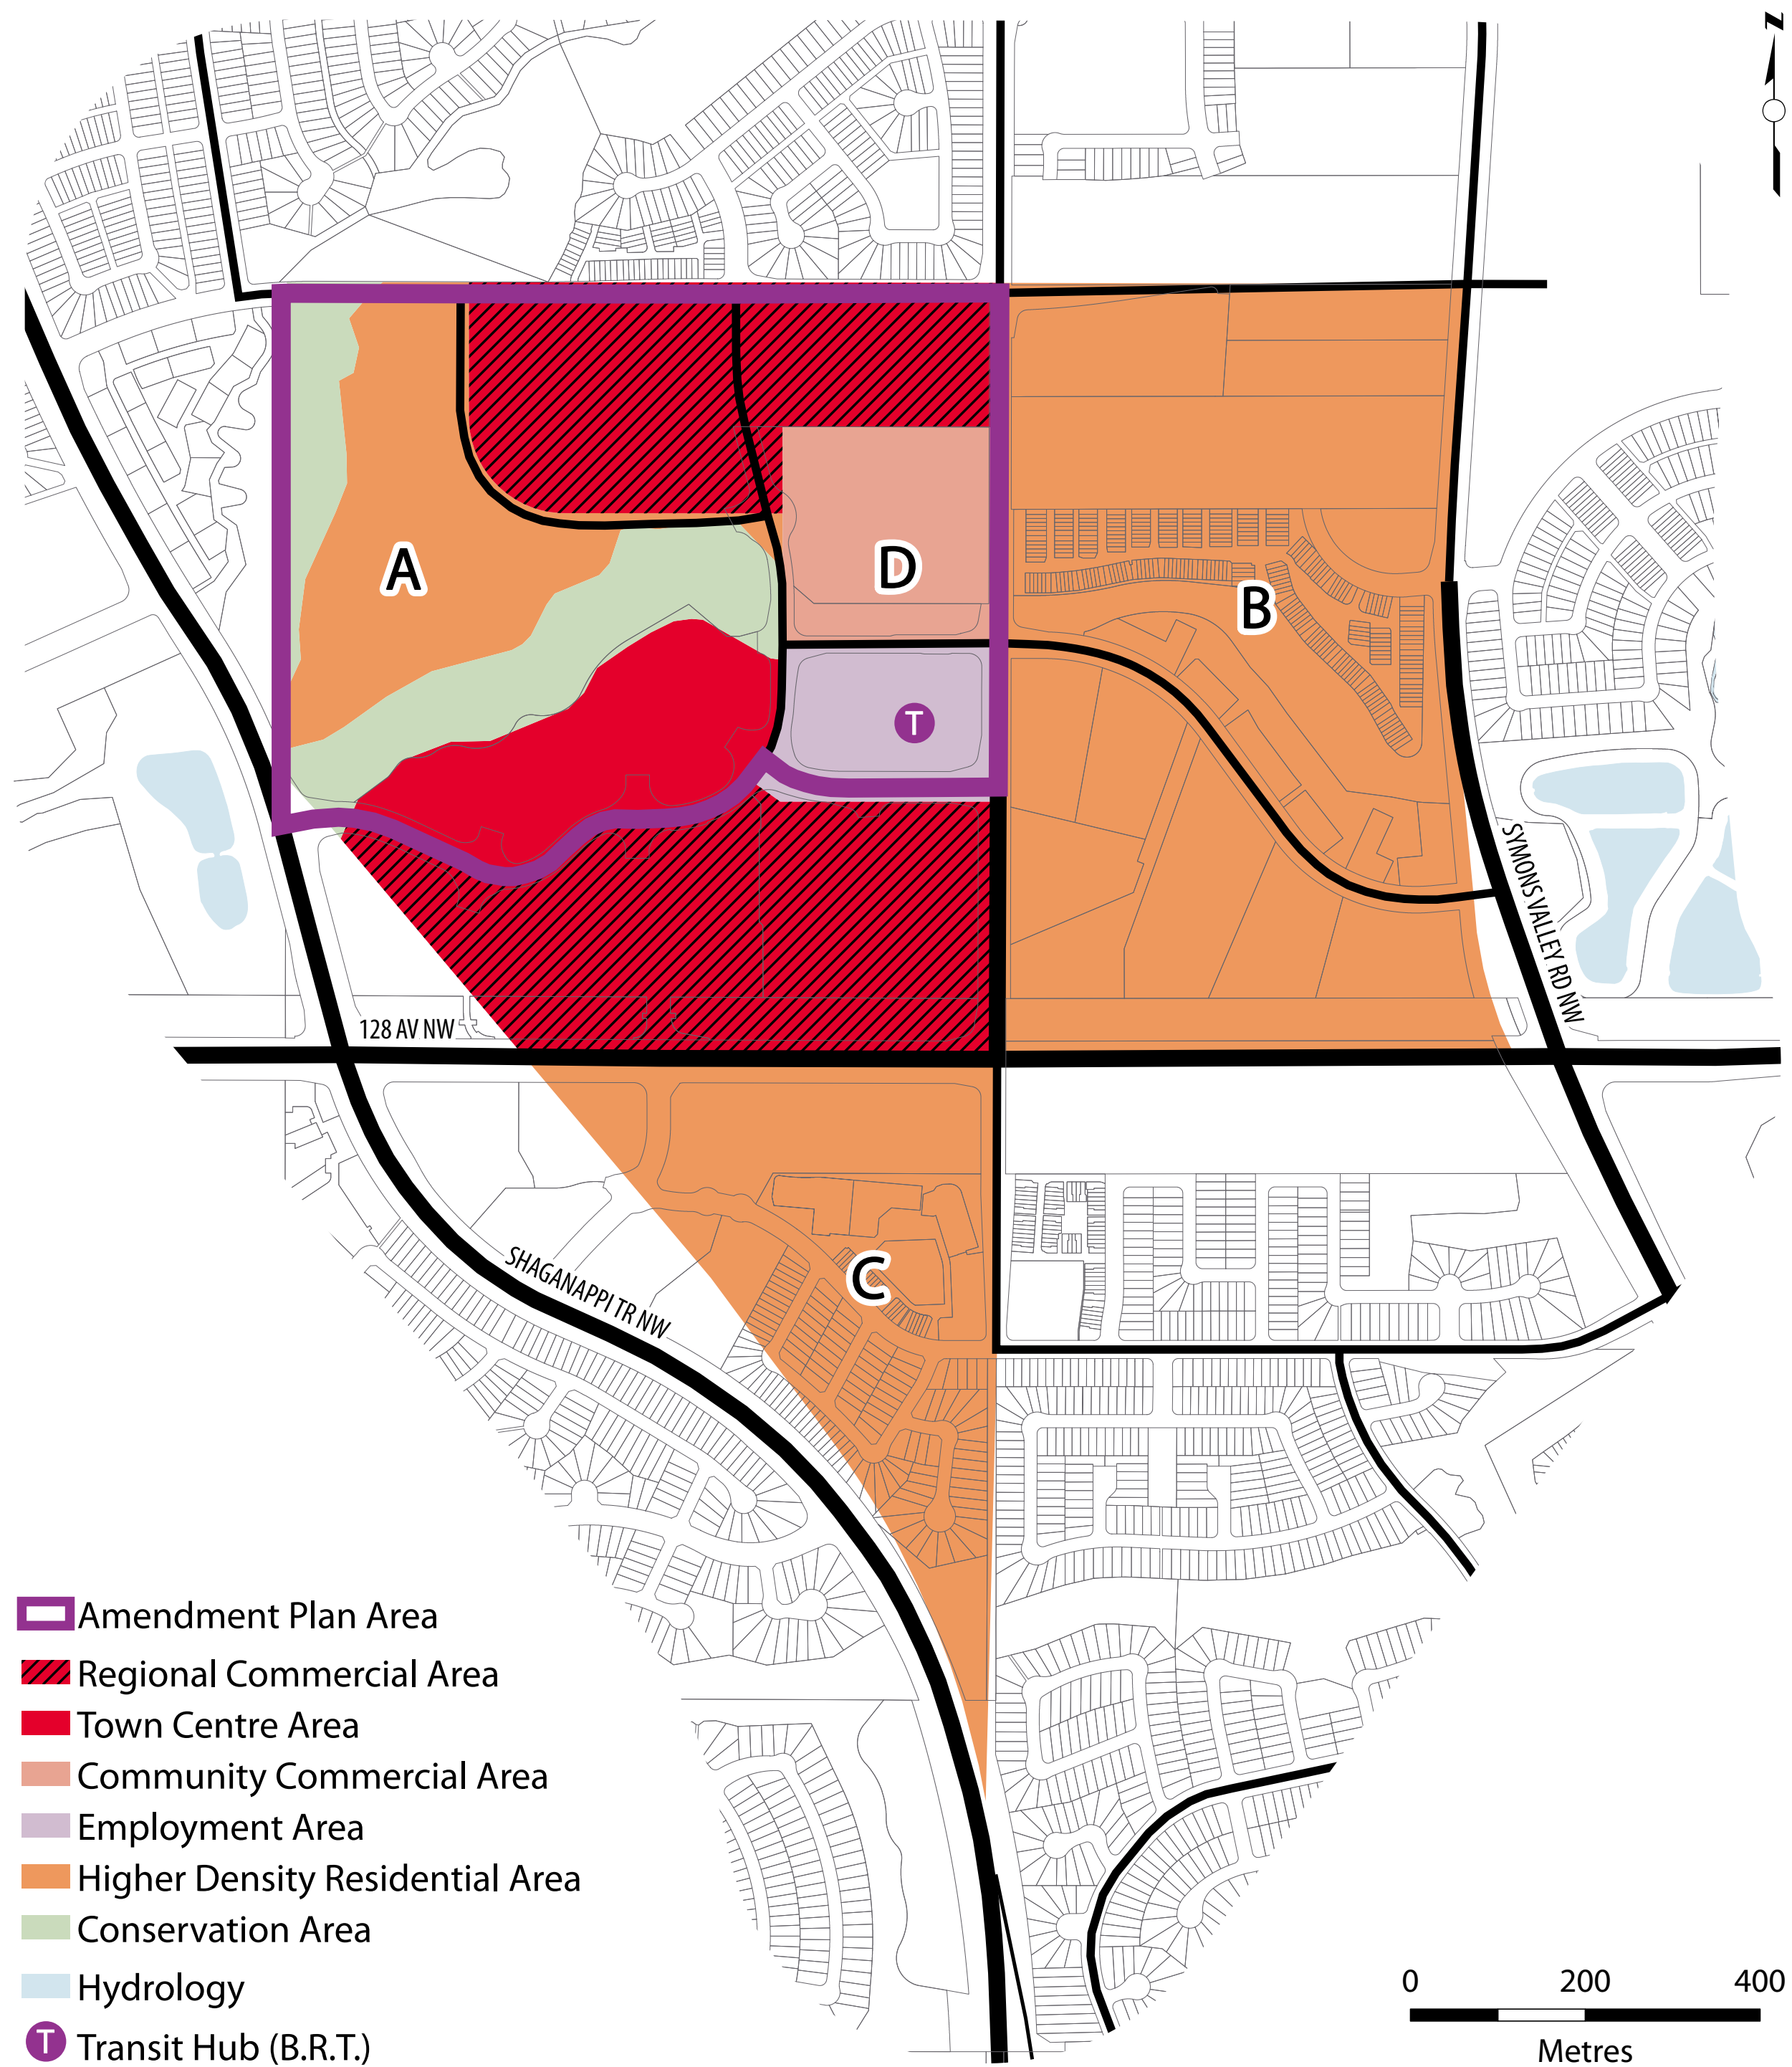 N
A
D
B
T
SYMONS VALLEY RD NW
128 AV NW
C
SHAGANAPPI TR NW
Amendment Plan Area
Regional Commercial Area
Town Centre Area
Community Commercial Area
Employment Area
Higher Density Residential Area
Conservation Area
Hydrology
T Transit Hub (B.R.T.)
0 200 400
Metres